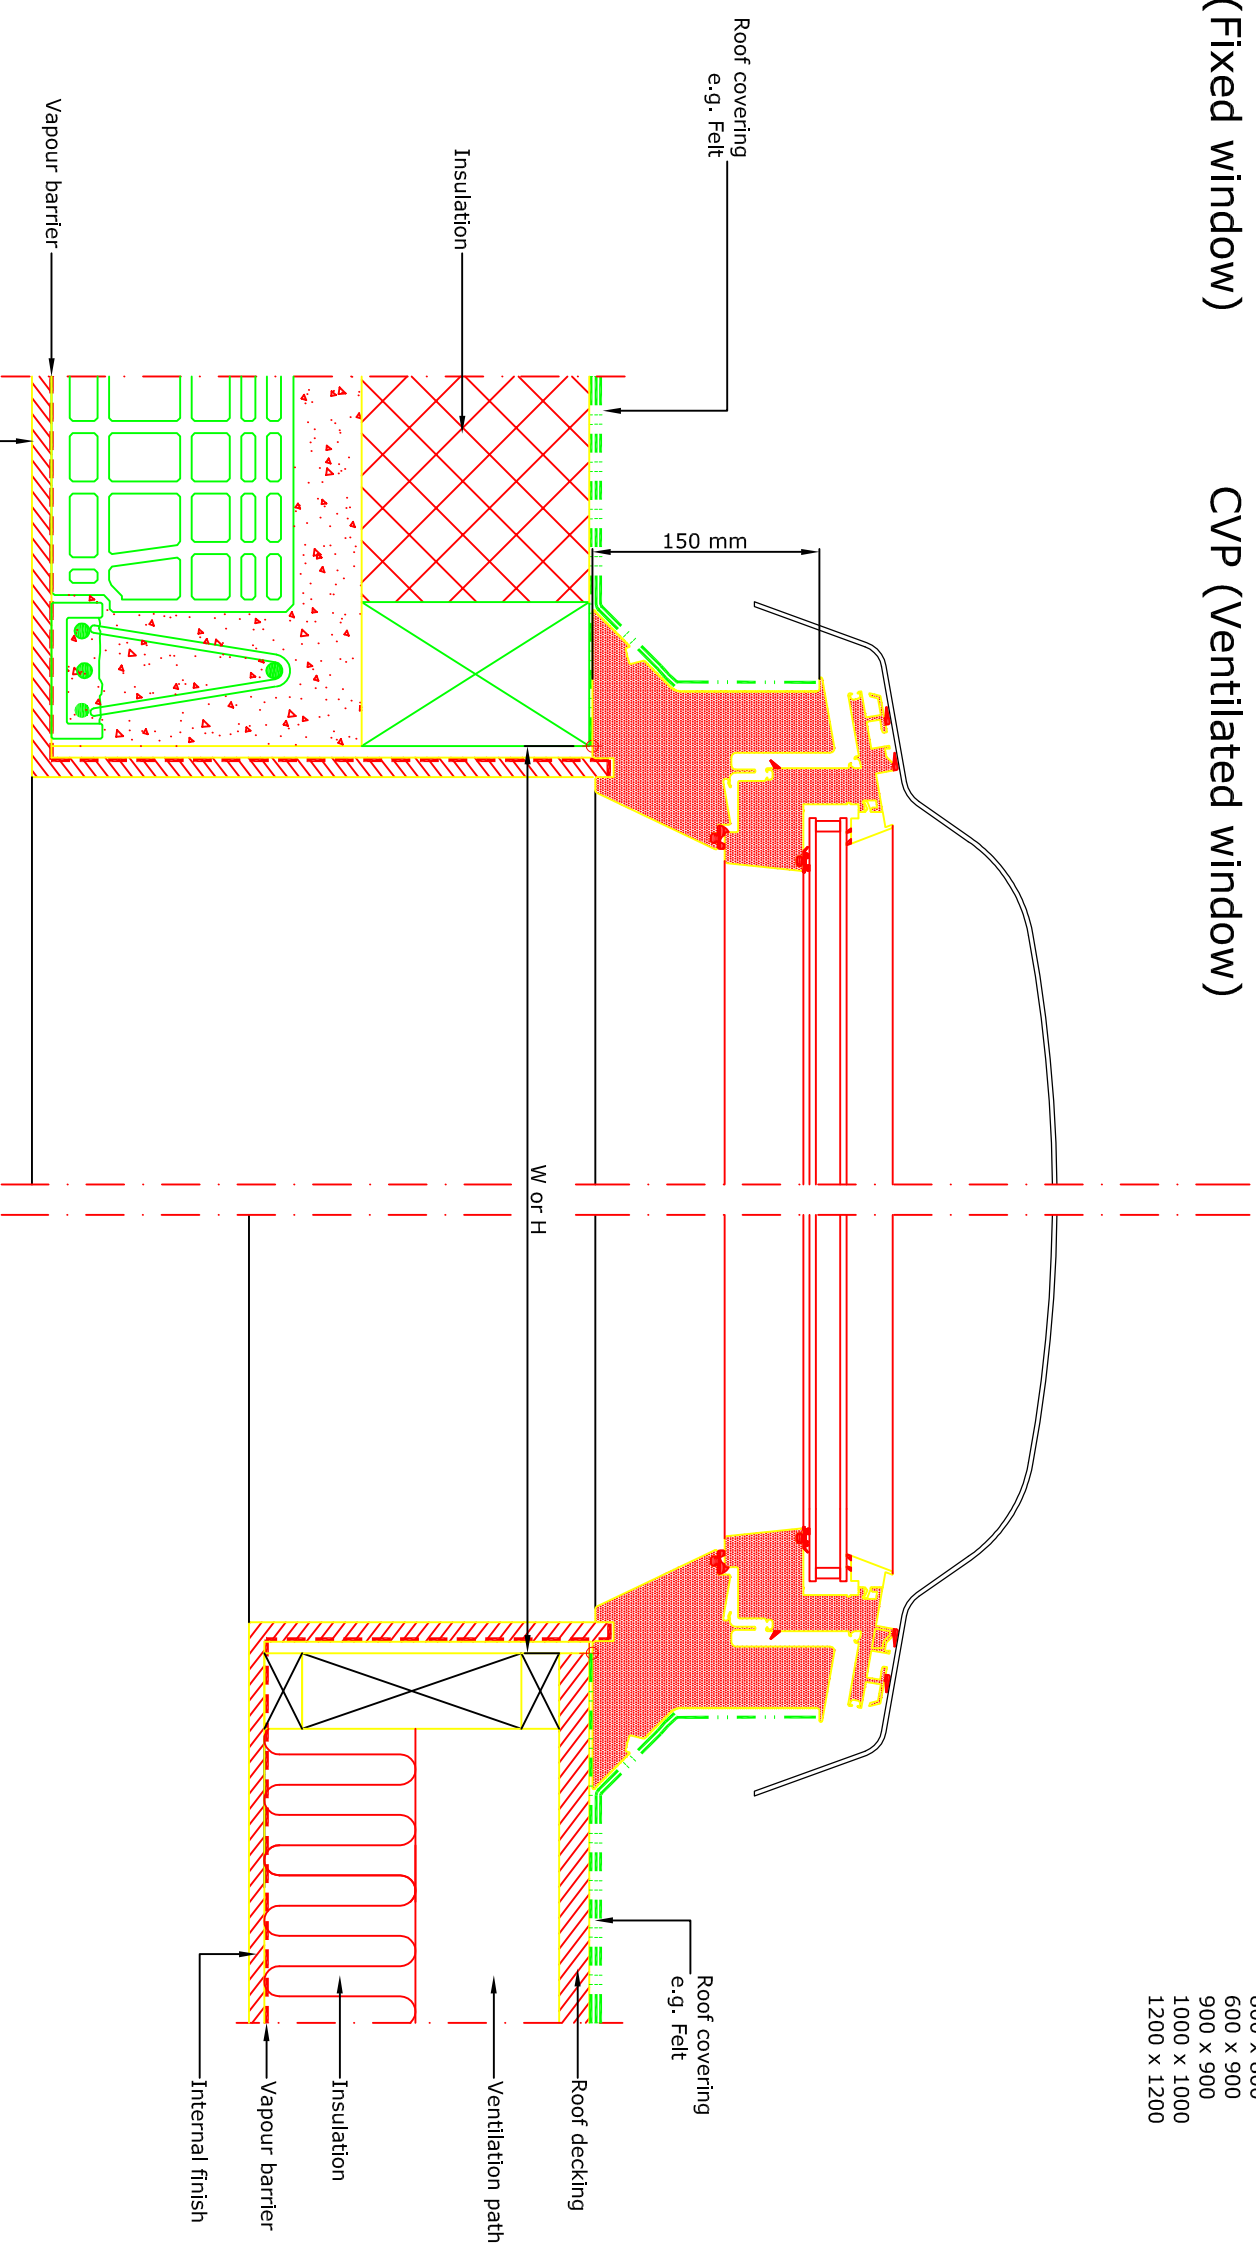 (Fixed window)
CVP (Ventilated window)
600 x 900
900 x 900
1000 x 1000
1200 x 1200
Roof covering
e.g. Felt
Insulation
Vapour barrier
150 mm
W or H
Roof covering
e.g. Felt
Roof decking
Ventilation path
Insulation
Vapour barrier
Internal finish